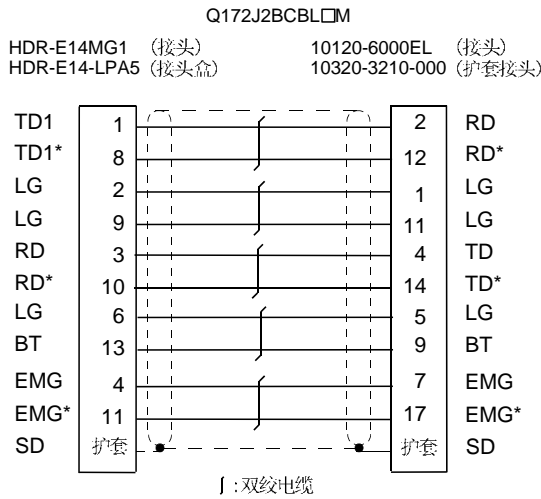 Q172J2BCBL□M
HDR-E14MG1 (接头) 10120-6000EL (接头)
HDR-E14-LPA5 (接头盒) 10320-3210-000 (护套接头)
TD1 1 2 RD
TD1* 8 12 RD*
LG 2 1 LG
LG 9 11 LG
RD 3 4 TD
RD* 10 14 TD*
LG 6 5 LG
BT 13 9 BT
EMG 4 7 EMG
EMG* 11 17 EMG*
SD 护套 护套 SD
∫ : 双绞电缆